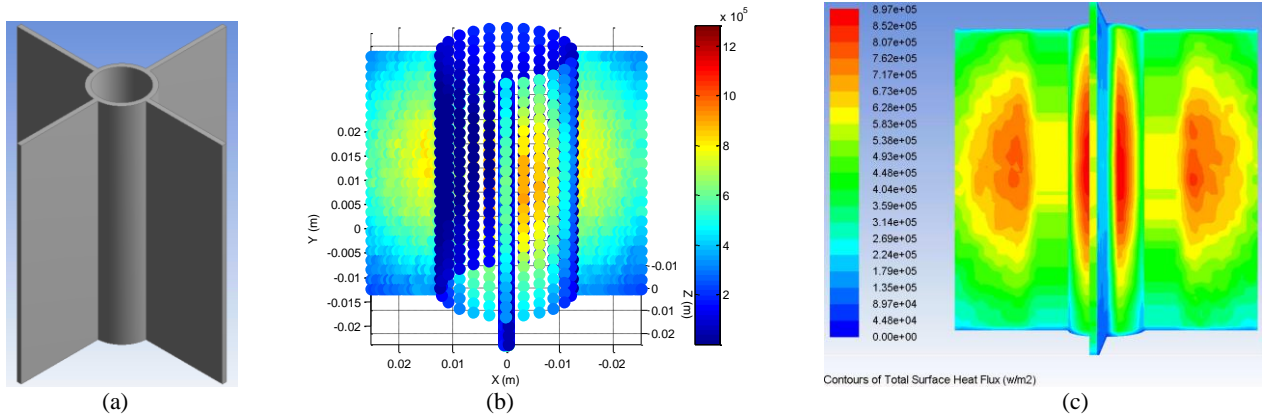 x 10^5
12
10
8
6
4
2
0.02
0.015
0.01
0.005
0
-0.005
-0.01
-0.015
-0.02
Y (m)
-0.01
0
0.01
0.02
Z (m)
0.02
0.01
0
-0.01
-0.02
X (m)
8.97e+05
8.52e+05
8.07e+05
7.62e+05
7.17e+05
6.73e+05
6.28e+05
5.83e+05
5.38e+05
4.93e+05
4.48e+05
4.04e+05
3.59e+05
3.14e+05
2.69e+05
2.24e+05
1.79e+05
1.35e+05
8.97e+04
4.48e+04
0.00e+00
Contours of Total Surface Heat Flux (w/m2)
(a)
(b)
(c)